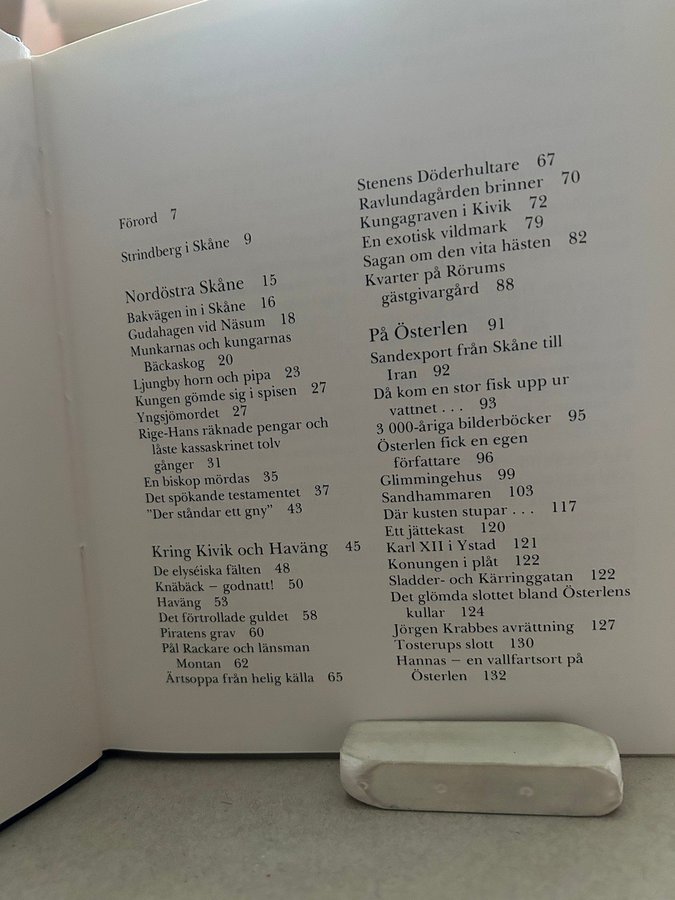 Förord 7
Strindberg i Skåne 9
Nordöstra Skåne 15
Bakvägen in i Skåne 16
Gudahagen vid Näsum 18
Munkarnas och kungarnas
Bäckaskog 20
Ljungby horn och pipa 23
Kungen gömde sig i spisen 27
Yngsjömordet 27
Rige-Hans räknade pengar och
låste kassaskrinet tolv
gånger 31
En biskop mördas 35
Det spökande testamentet 37
”Der ståndar ett gny” 43
Kring Kivik och Haväng 45
De elyséiska fälten 48
Knäbäck – godnatt! 50
Haväng 53
Det förtrollade guldet 58
Piratens grav 60
Pål Rackare och länsman
Montan 62
Ärtsoppa från helig källa 65
Stenens Döderhultare 67
Ravlundagården brinner 70
Kungagraven i Kivik 72
En exotisk vildmark 79
Sagan om den vita hästen 82
Kvarter på Rörums
gästgivargård 88
På Österlen 91
Sandexport från Skåne till
Iran 92
Då kom en stor fisk upp ur
vattnet . . . 93
3 000-åriga bilderböcker 95
Österlen fick en egen
författare 96
Glimmingehus 99
Sandhammaren 103
Där kusten stupar . . . 117
Ett jättekast 120
Karl XII i Ystad 121
Konungen i plåt 122
Sladder- och Kärringgatan 122
Det glömda slottet bland Österlens
kullar 124
Jörgen Krabbes avrättning 127
Tosterups slott 130
Hannas – en vallfartsort på
Österlen 132